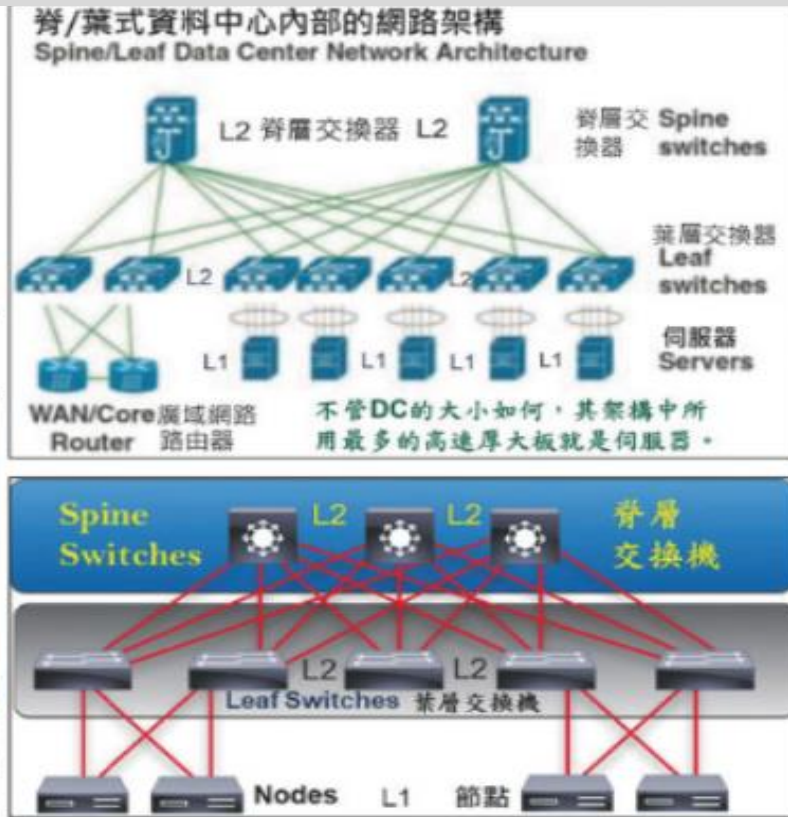 脊/葉式資料中心內部的網路架構
Spine/Leaf Data Center Network Architecture
L2 脊層交換器 L2
脊層交換器 Spine switches
葉層交換器
Leaf
switches
L2
L2
伺服器
Servers
L1
L1
L1
L1
WAN/Core 廣域網路
Router 路由器
不管DC的大小如何，其架構中所
用最多的高速厚大板就是伺服器。
Spine
Switches
L2
L2
脊層
交換機
L2
L2
Leaf Switches 葉層交換機
Nodes L1 節點